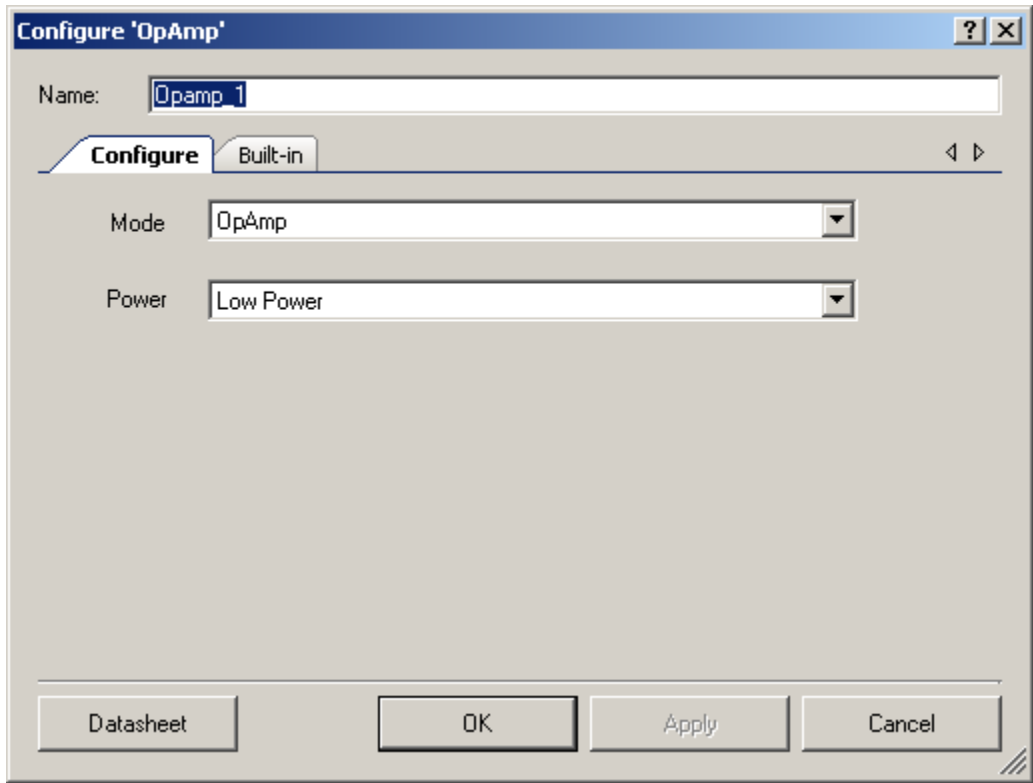 Configure 'OpAmp'
Name: Opamp_1
Configure Built-in
Mode OpAmp
Power Low Power
Datasheet OK Apply Cancel